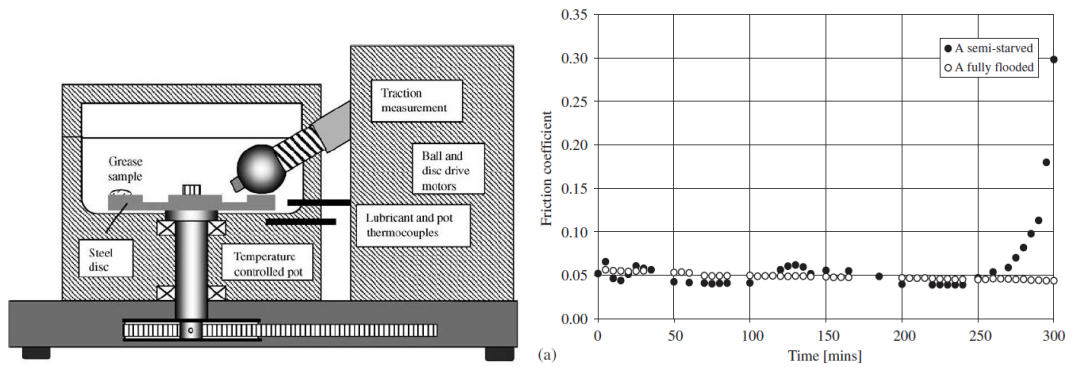 Traction
measurement
Grease
sample
Ball and
disc drive
motors
Lubricant and pot
thermocouples
Steel
disc
Temperature
controlled pot
(a)
Friction coefficient
0.35
0.30
0.25
0.20
0.15
0.10
0.05
0.00
A semi-starved
A fully flooded
0 50 100 150 200 250 300
Time [mins]